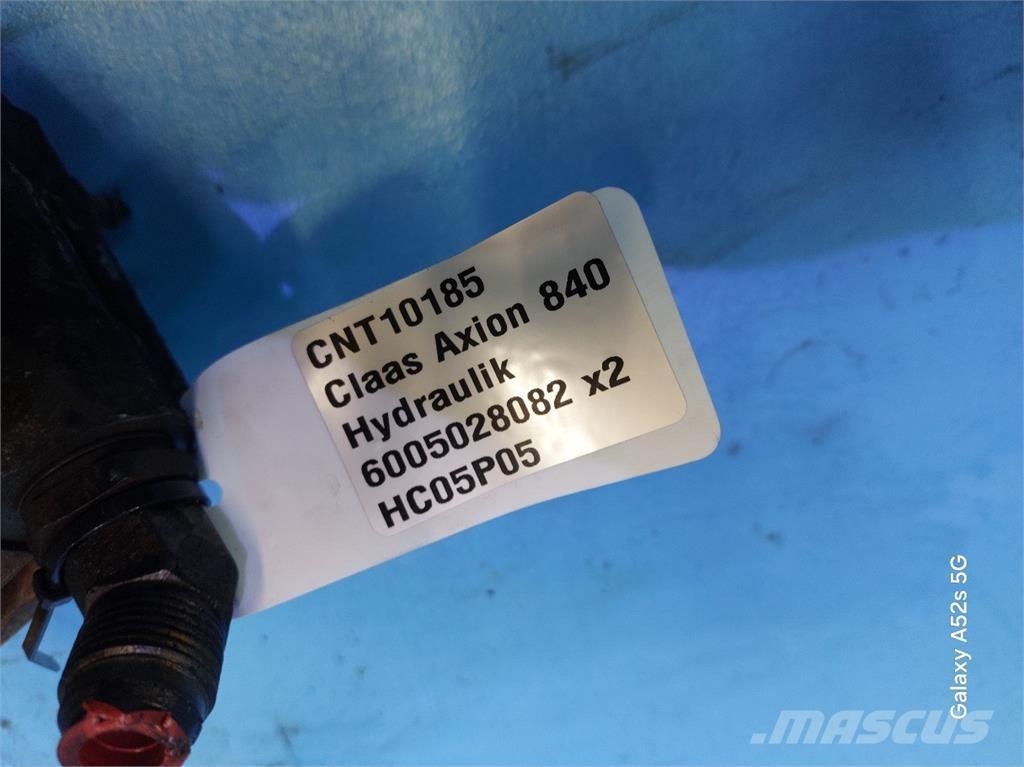 CNT10185
Claas Axion 840
Hydraulik
6005028082 x2
HC05P05
Galaxy A52s 5G
MASCUS